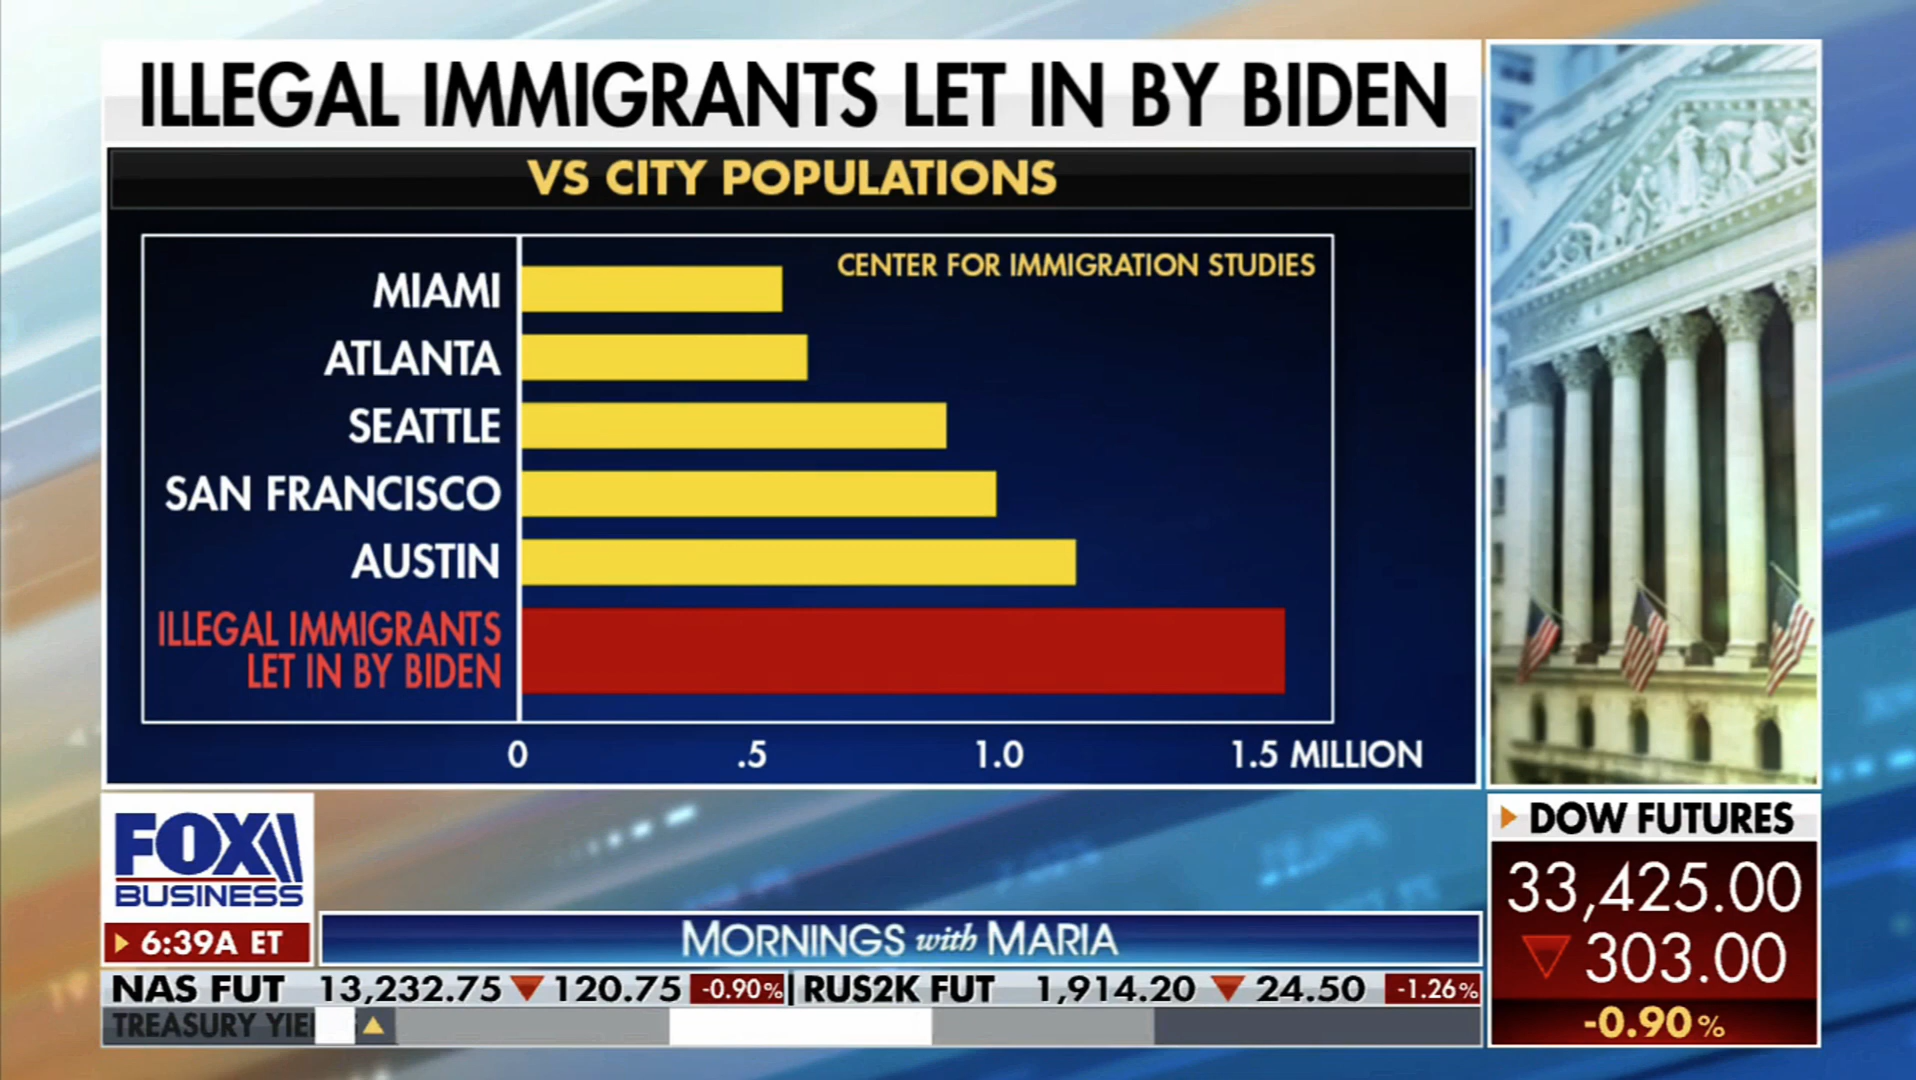 ILLEGAL IMMIGRANTS LET IN BY BIDEN
VS CITY POPULATIONS
CENTER FOR IMMIGRATION STUDIES
MIAMI
ATLANTA
SEATTLE
SAN FRANCISCO
AUSTIN
ILLEGAL IMMIGRANTS
LET IN BY BIDEN
0 .5 1.0 1.5 MILLION
FOX
BUSINESS
6:39A ET
MORNINGS with MARIA
DOW FUTURES
33,425.00
▼ 303.00
-0.90%
NAS FUT 13,232.75 ▼ 120.75 -0.90% | RUS2K FUT 1,914.20 ▼ 24.50 -1.26%
TREASURY